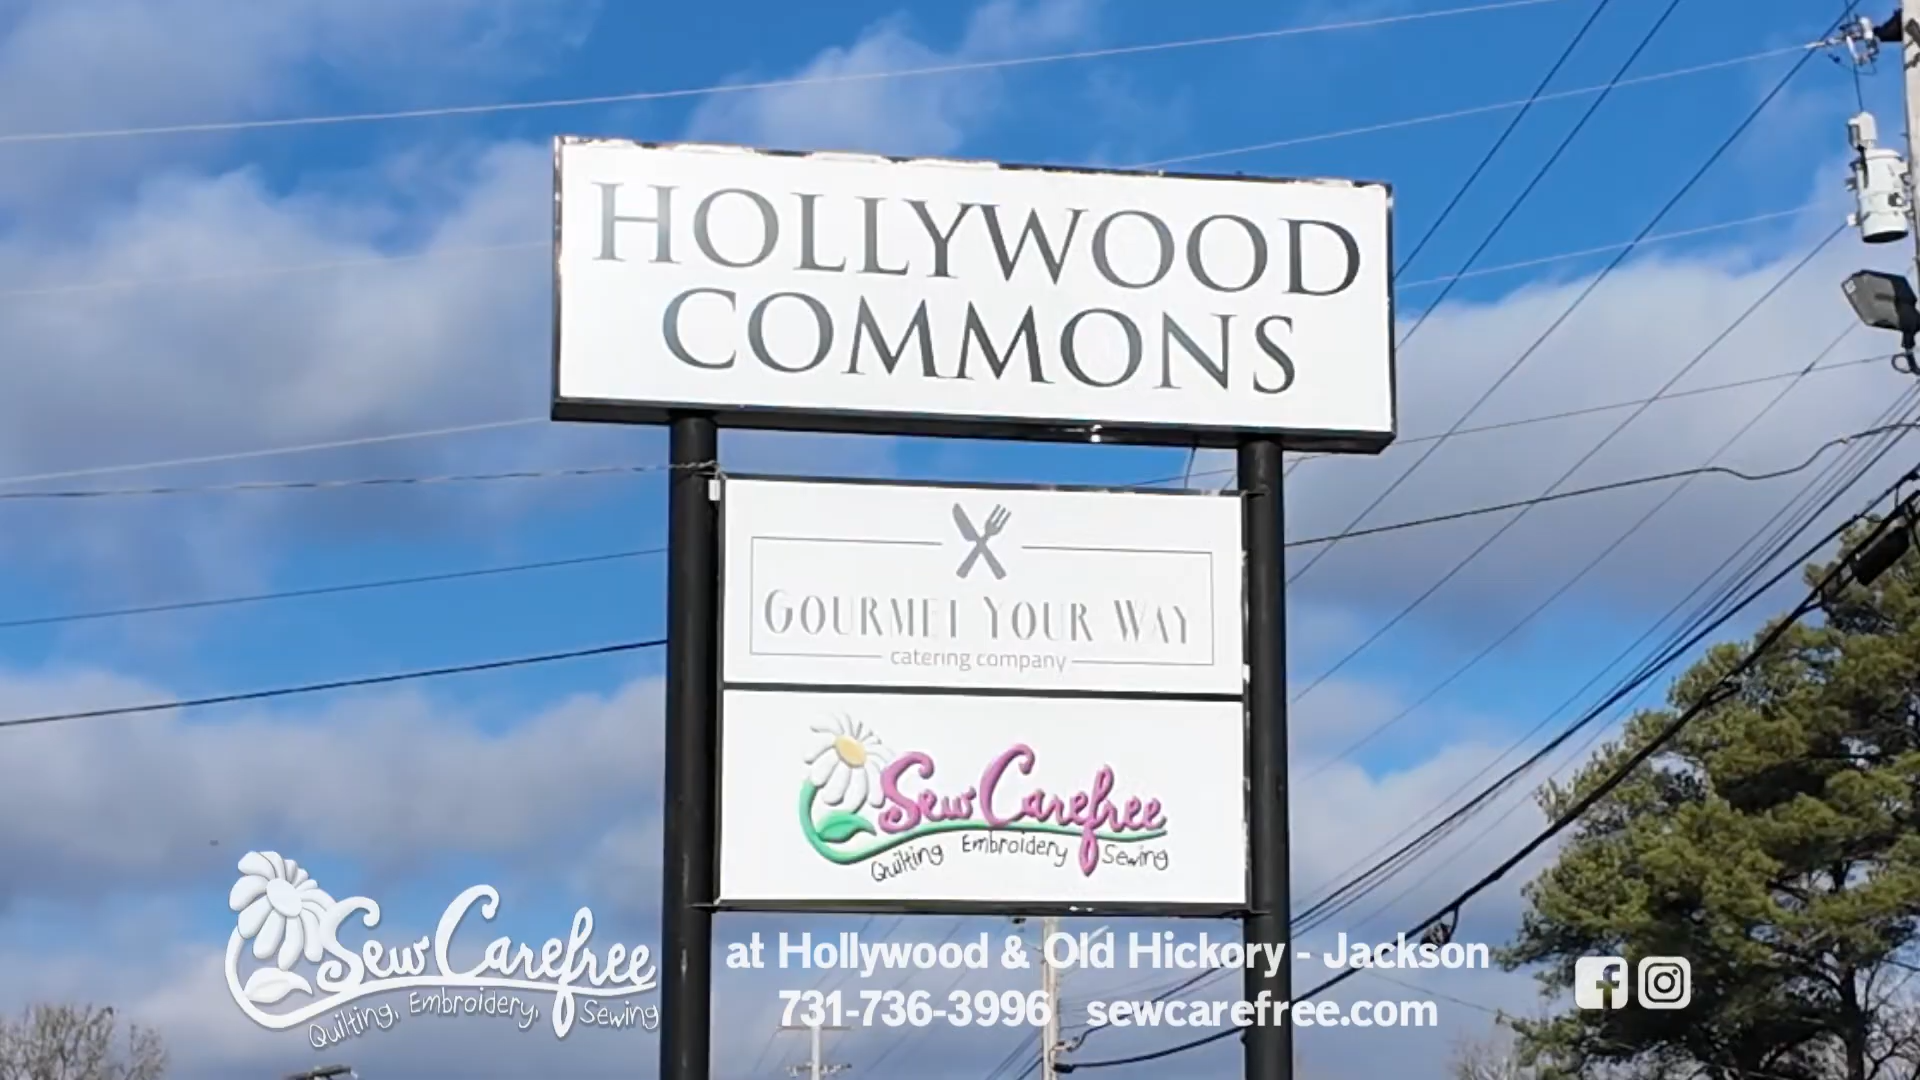 HOLLYWOOD
COMMONS
GOURMET YOUR WAY
catering company
Sew Carefree
Quilting Embroidery Sewing
Sew Carefree
Quilting, Embroidery, Sewing
at Hollywood & Old Hickory - Jackson
731-736-3996 sewcarefree.com